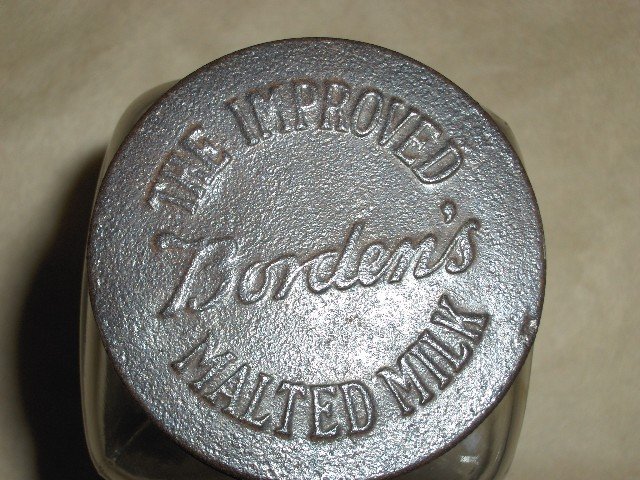 THE IMPROVED
Borden's
MALTED MILK